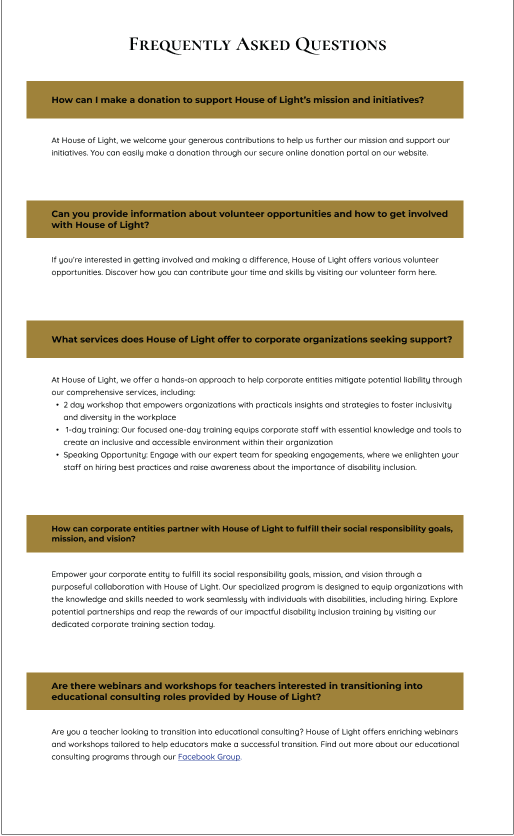 Frequently Asked Questions
How can I make a donation to support House of Light's mission and initiatives?
At House of Light, we welcome your generous contributions to help us further our mission and support our
initiatives. You can easily make a donation through our secure online donation portal on our website.
Can you provide information about volunteer opportunities and how to get involved
with House of Light?
If you're interested in getting involved and making a difference, House of Light offers various volunteer
opportunities. Discover how you can contribute your time and skills by visiting our volunteer form here.
What services does House of Light offer to corporate organizations seeking support?
At House of Light, we offer a hands-on approach to help corporate entities mitigate potential liability through
our comprehensive services, including:
• 2 day workshop that empowers organizations with practicals insights and strategies to foster inclusivity
and diversity in the workplace
• 1-day training: Our focused one-day training equips corporate staff with essential knowledge and tools to
create an inclusive and accessible environment within their organization
• Speaking Opportunity: Engage with our expert team for speaking engagements, where we enlighten your
staff on hiring best practices and raise awareness about the importance of disability inclusion.
How can corporate entities partner with House of Light to fulfill their social responsibility goals,
mission, and vision?
Empower your corporate entity to fulfill its social responsibility goals, mission, and vision through a
purposeful collaboration with House of Light. Our specialized program is designed to equip organizations with
the knowledge and skills needed to work seamlessly with individuals with disabilities, including hiring. Explore
potential partnerships and reap the rewards of our impactful disability inclusion training by visiting our
dedicated corporate training section today.
Are there webinars and workshops for teachers interested in transitioning into
educational consulting roles provided by House of Light?
Are you a teacher looking to transition into educational consulting? House of Light offers enriching webinars
and workshops tailored to help educators make a successful transition. Find out more about our educational
consulting programs through our Facebook Group.